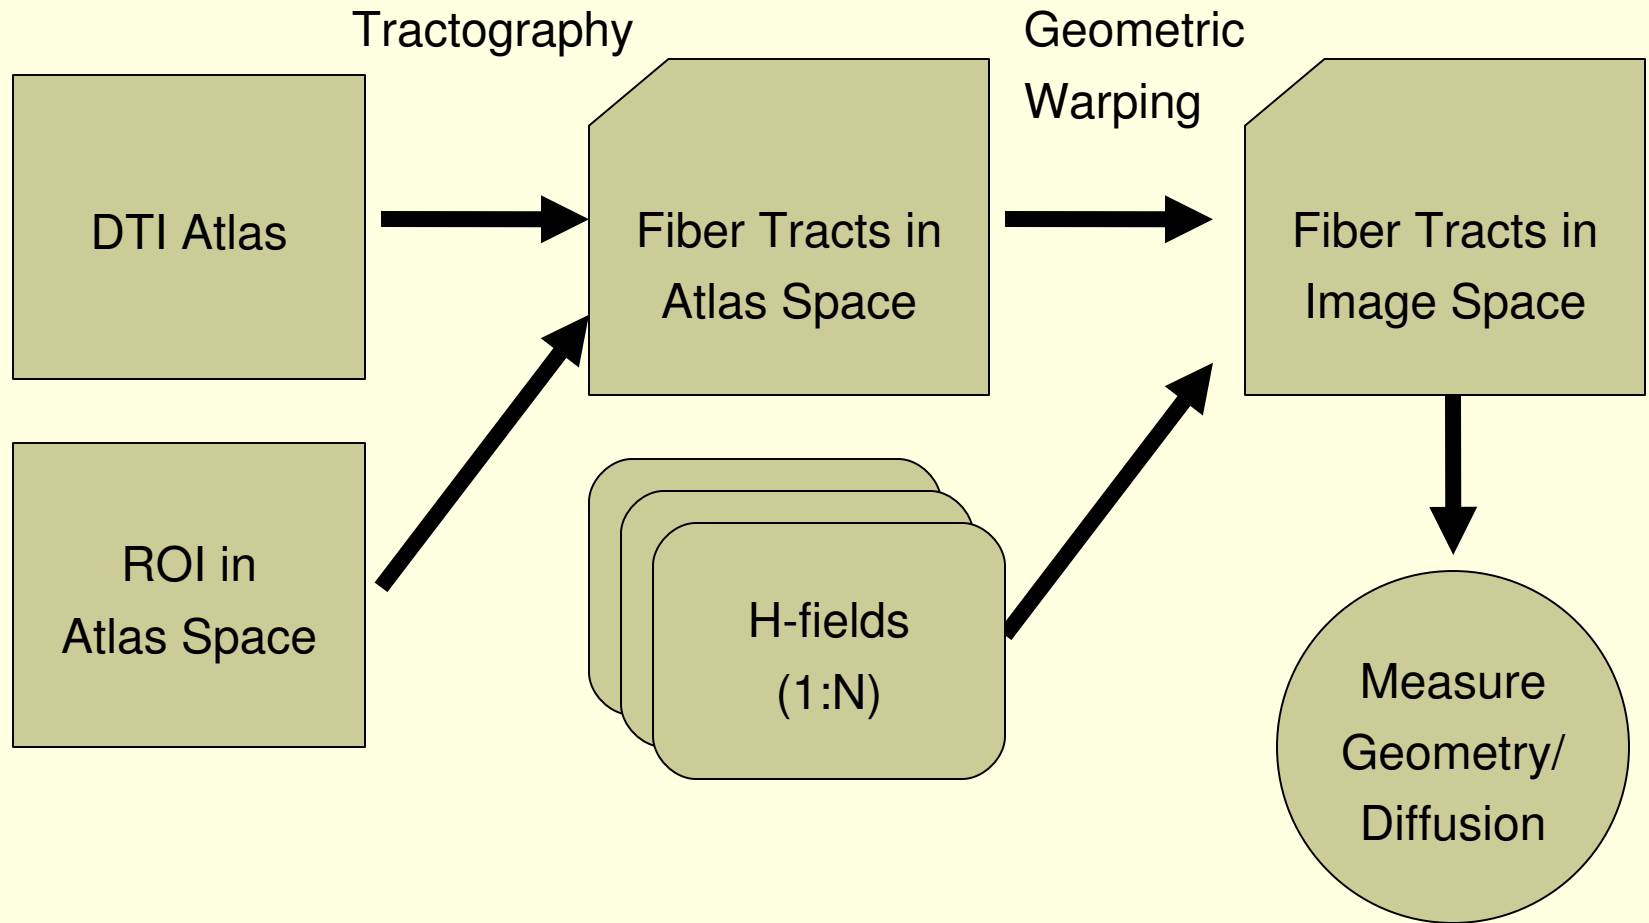 Tractography
Geometric
Warping
DTI Atlas
Fiber Tracts in
Atlas Space
Fiber Tracts in
Image Space
ROI in
Atlas Space
H-fields
(1:N)
Measure
Geometry/
Diffusion